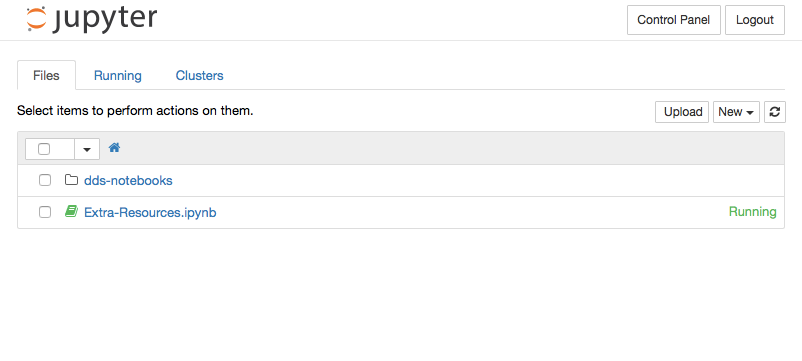 jupyter
Control Panel Logout
Files Running Clusters
Select items to perform actions on them.
Upload New
dds-notebooks
Extra-Resources.ipynb Running